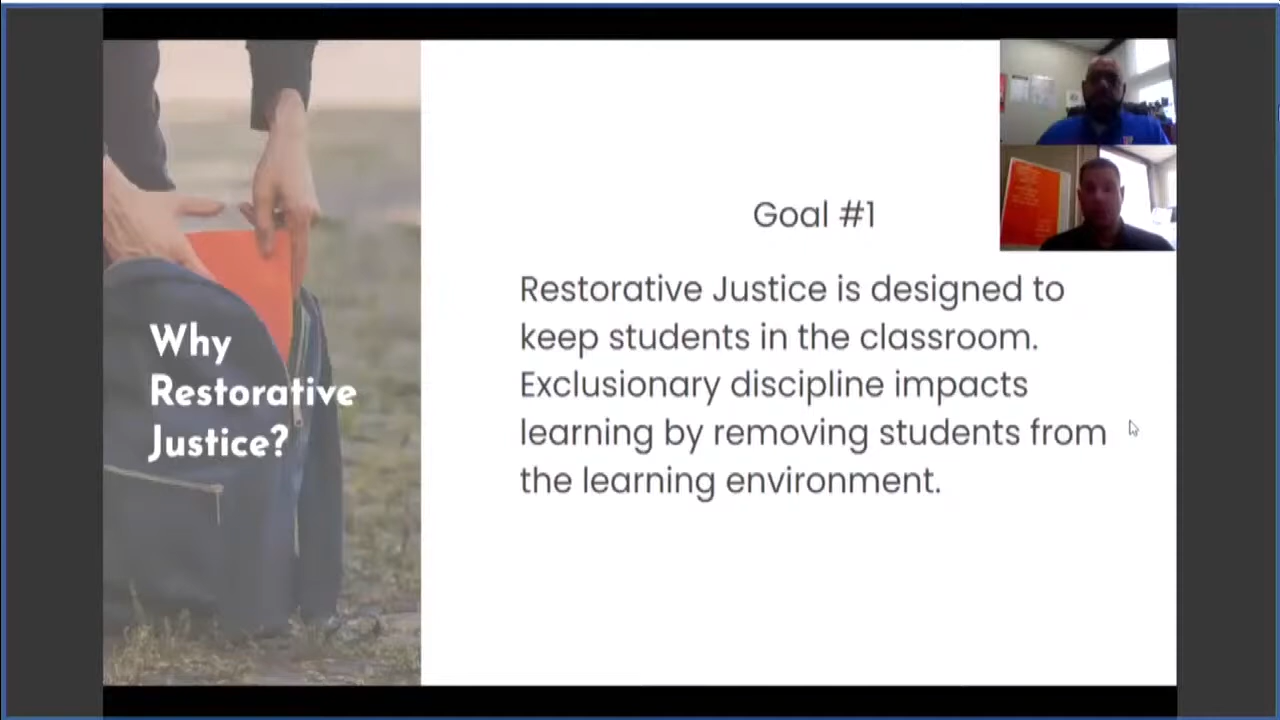 Why
Restorative
Justice?
Goal #1
Restorative Justice is designed to
keep students in the classroom.
Exclusionary discipline impacts
learning by removing students from
the learning environment.